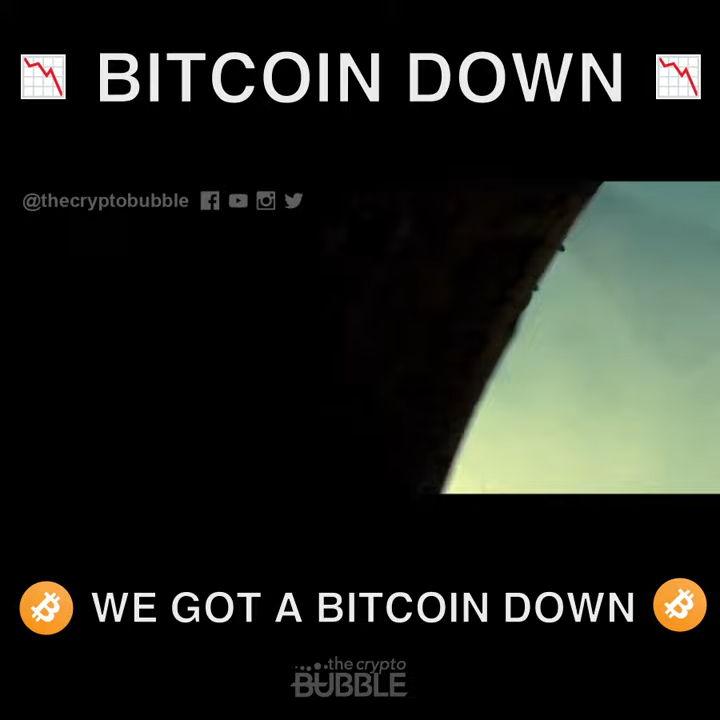 BITCOIN DOWN
@thecryptobubble
WE GOT A BITCOIN DOWN
the crypto
BUBBLE